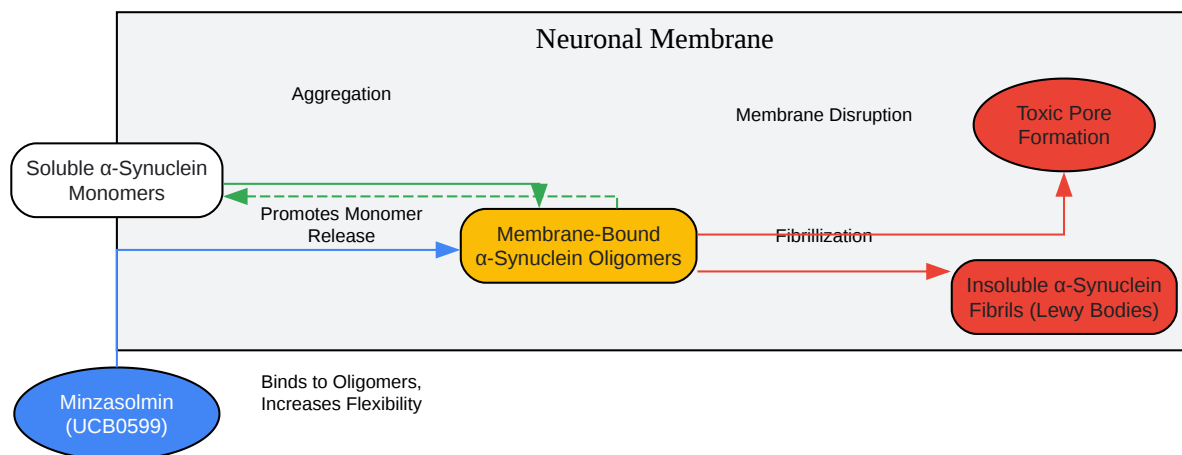 Neuronal Membrane
Aggregation
Membrane Disruption
Toxic Pore
Formation
Soluble α-Synuclein
Monomers
Promotes Monomer
Release
Membrane-Bound
α-Synuclein Oligomers
Fibrillization
Insoluble α-Synuclein
Fibrils (Lewy Bodies)
Minzasolmin
(UCB0599)
Binds to Oligomers,
Increases Flexibility